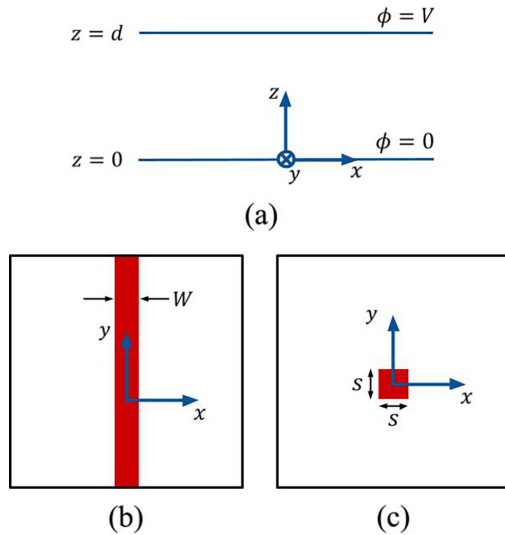 z = d
ϕ = V
z
z = 0
ϕ = 0
y
x
(a)
W
y
x
(b)
y
s
x
s
(c)